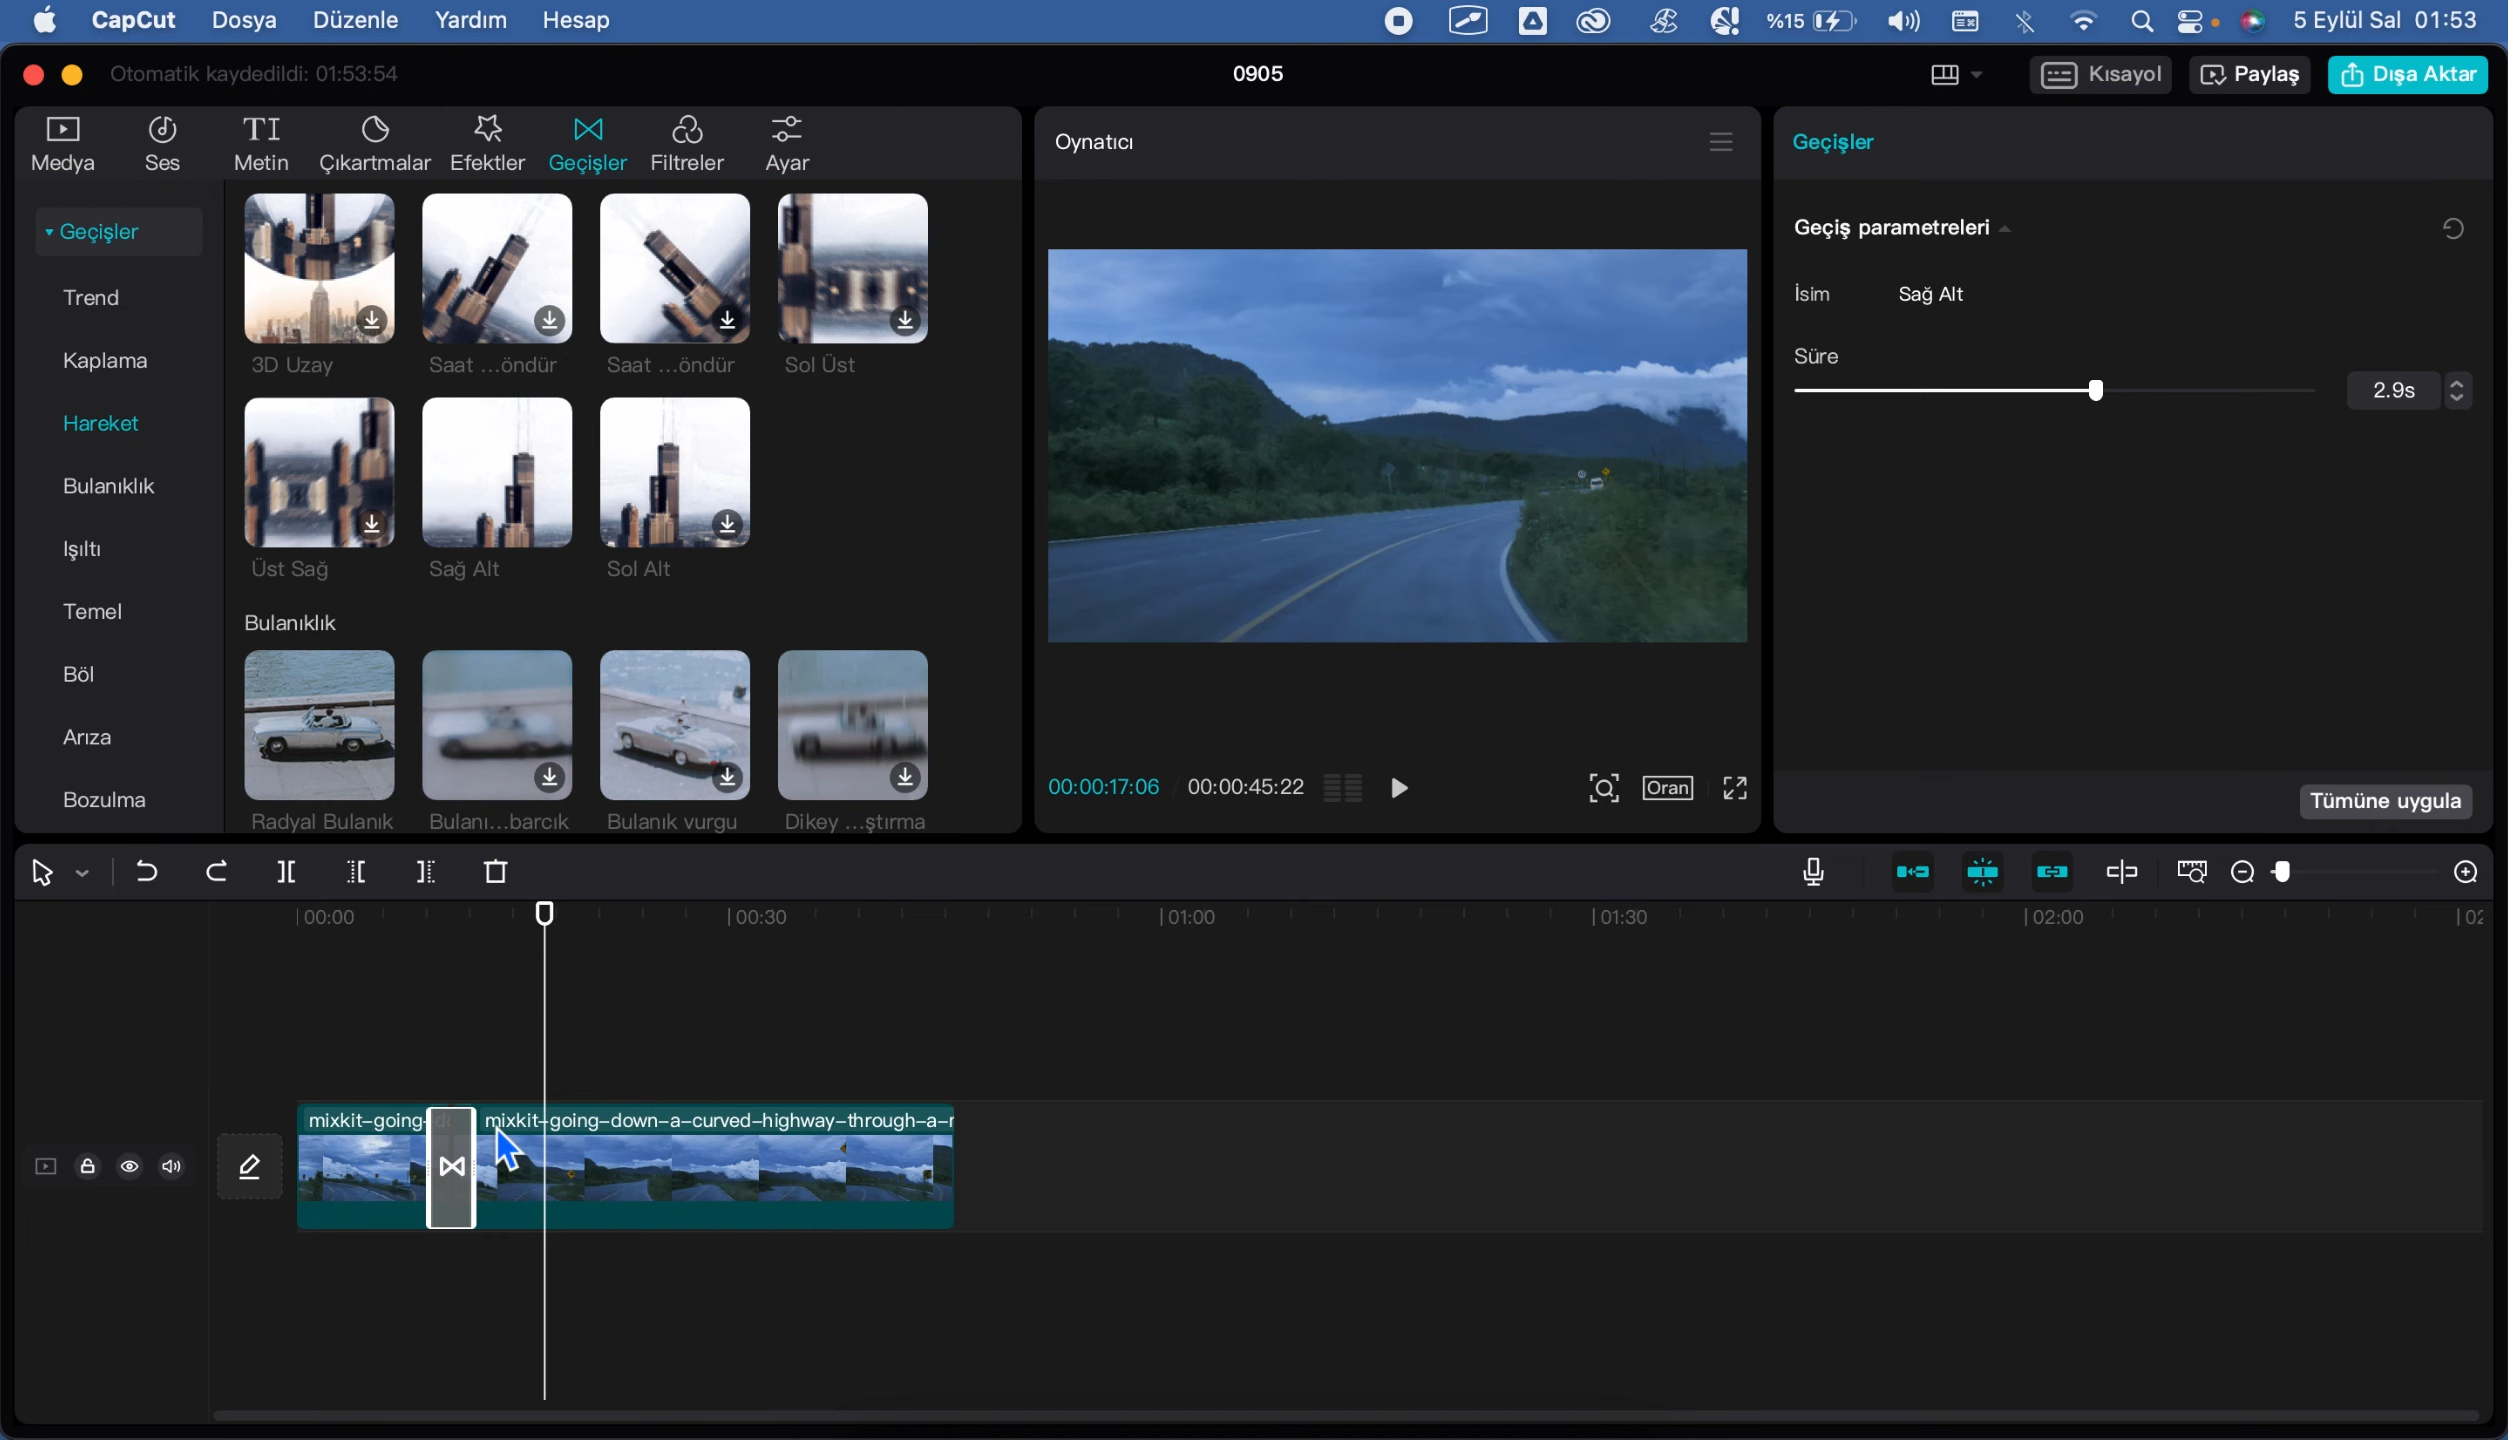 CapCut Dosya Düzenle Yardım Hesap %15 5 Eylül Sal 01:53
Otomatik kaydedildi: 01:53:54 0905 Kısayol Paylaş Dışa Aktar
Medya Ses Metin Çıkartmalar Efektler Geçişler Filtreler Ayar
Geçişler
Trend
Kaplama
Hareket
Bulanıklık
Işıltı
Temel
Böl
Arıza
Bozulma
3D Uzay Saat ...öndür Saat ...öndür Sol Üst
Üst Sağ Sağ Alt Sol Alt
Bulanıklık
Radyal Bulanık Bulanı...barcık Bulanık vurgu Dikey ...ştırma
Oynatıcı
00:00:17:06 00:00:45:22 Oran
Geçişler
Geçiş parametreleri
İsim Sağ Alt
Süre
2.9s
Tümüne uygula
00:00 00:30 01:00 01:30 02:00 02
mixkit-going- mixkit-going-down-a-curved-highway-through-a-r